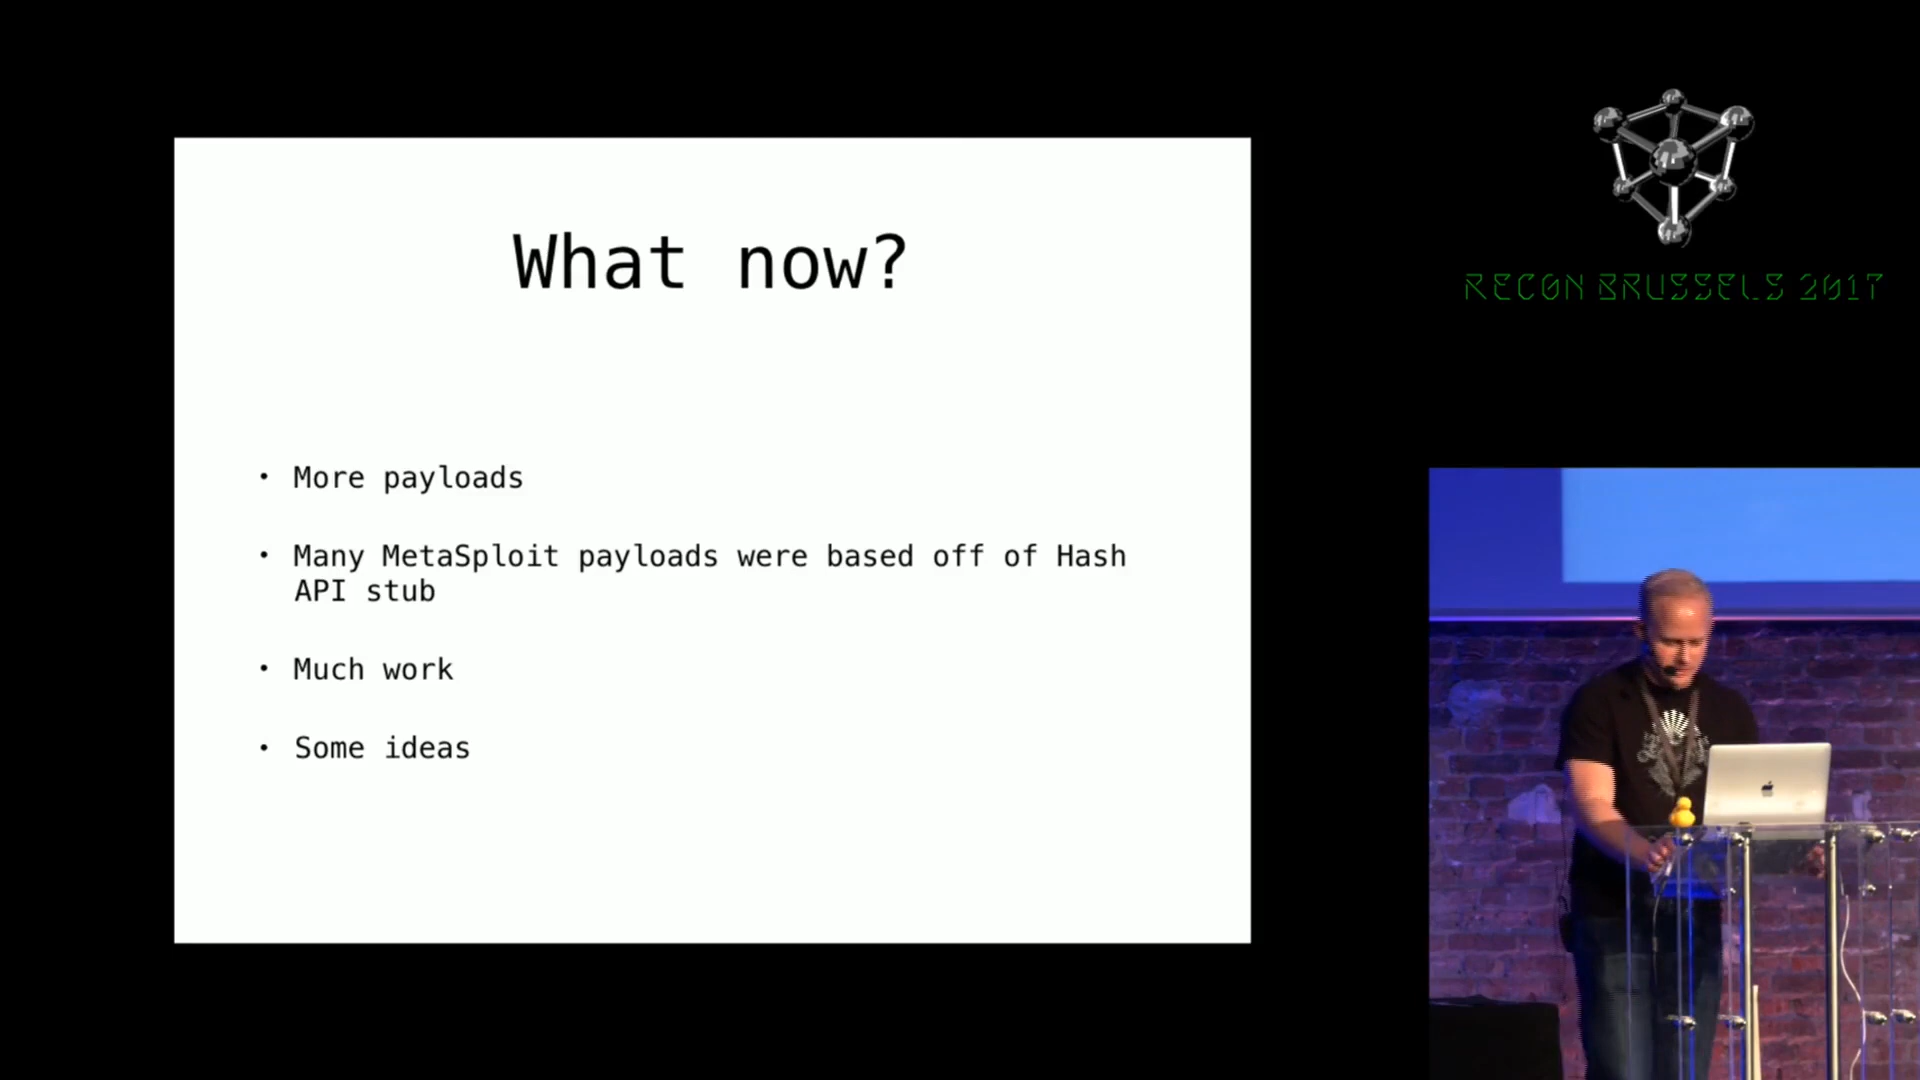 What now?
• More payloads
• Many MetaSploit payloads were based off of Hash
API stub
• Much work
• Some ideas
RECON BRUSSELS 2017